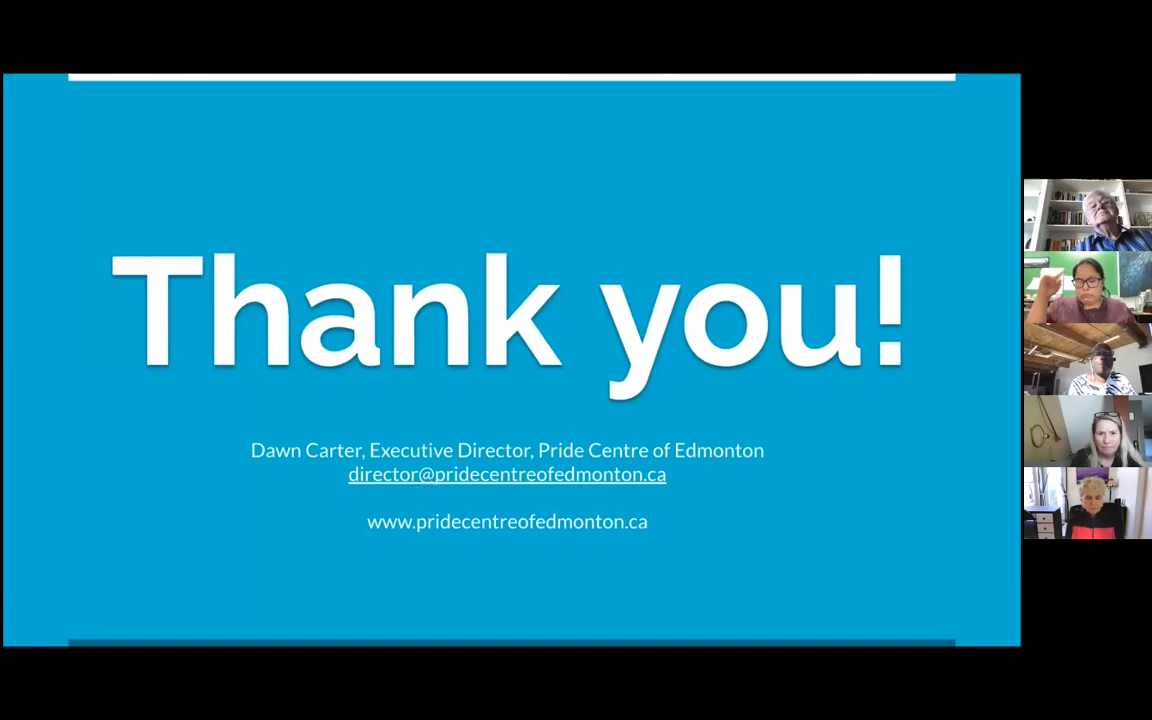 Thank you!
Dawn Carter, Executive Director, Pride Centre of Edmonton
director@pridecentreofedmonton.ca
www.pridecentreofedmonton.ca